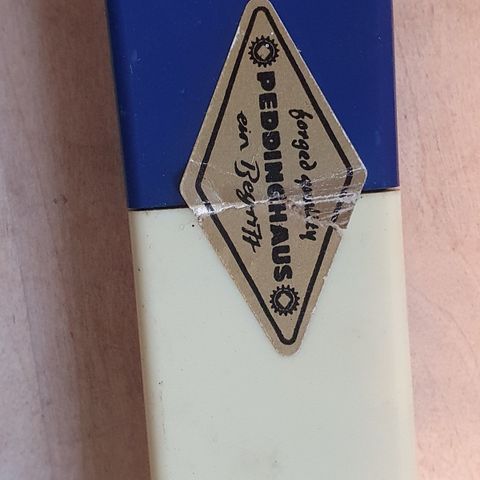 forged quality
PEDDINGHAUS
ein Begriff